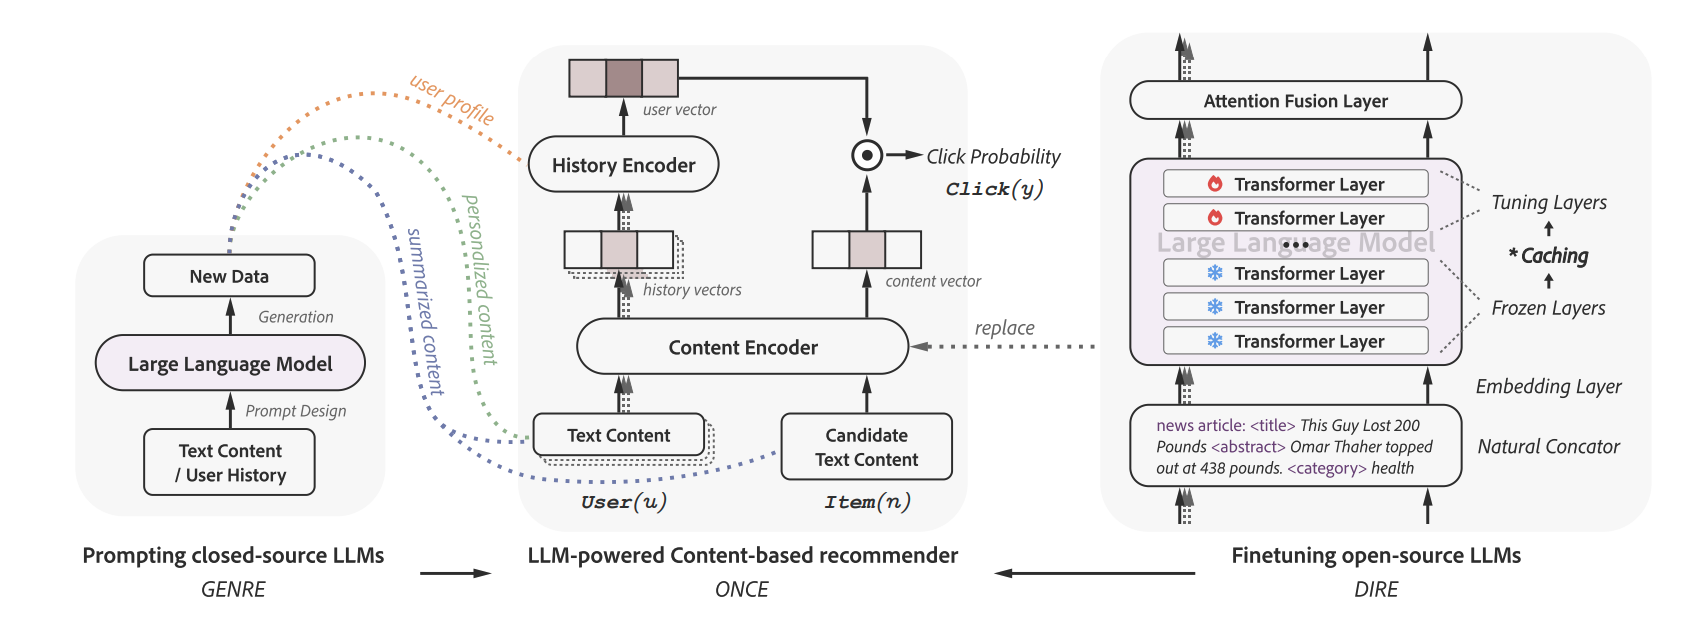 New Data
Generation
Large Language Model
Prompt Design
Text Content
/ User History
Prompting closed-source LLMs
GENRE
user profile
personalized content
summarized content
user vector
History Encoder
Click Probability
Click(y)
history vectors
content vector
Content Encoder
replace
Text Content
Candidate
Text Content
User(u)
Item(n)
LLM-powered Content-based recommender
ONCE
Attention Fusion Layer
Transformer Layer
Transformer Layer
Large Language Model
...
Transformer Layer
Transformer Layer
Transformer Layer
Tuning Layers
* Caching
Frozen Layers
Embedding Layer
news article: <title> This Guy Lost 200
Pounds <abstract> Omar Thaher topped
out at 438 pounds. <category> health
Natural Concator
Finetuning open-source LLMs
DIRE